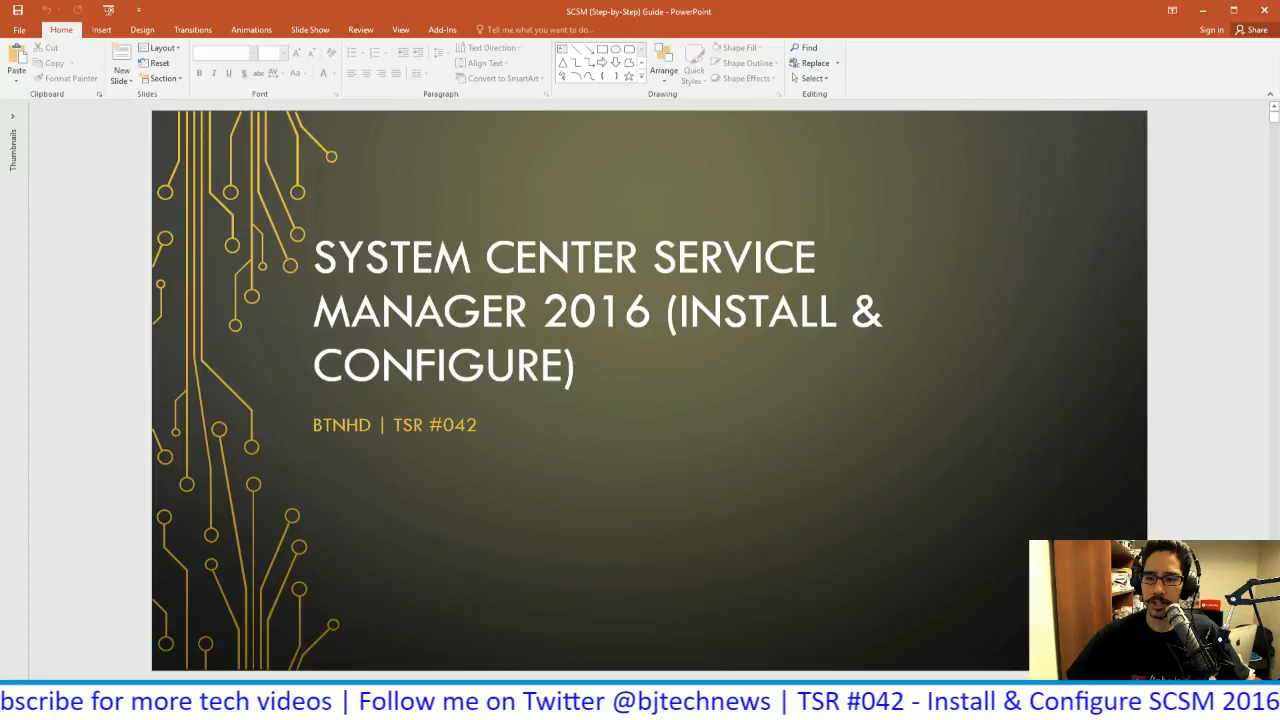 SCSM (Step-by-Step) Guide - PowerPoint
File Home Insert Design Transitions Animations Slide Show Review View Add-Ins Tell me what you want to do... Sign in Share
Paste
Cut
Copy
Format Painter
Clipboard
New
Slide
Layout
Reset
Section
Slides
B I U S abc AV Aa A
Font
Text Direction
Align Text
Convert to SmartArt
Paragraph
Arrange
Quick
Styles
Shape Fill
Shape Outline
Shape Effects
Drawing
Find
Replace
Select
Editing
Thumbnails
SYSTEM CENTER SERVICE
MANAGER 2016 (INSTALL &
CONFIGURE)
BTNHD | TSR #042
bscribe for more tech videos | Follow me on Twitter @bjtechnews | TSR #042 - Install & Configure SCSM 2016